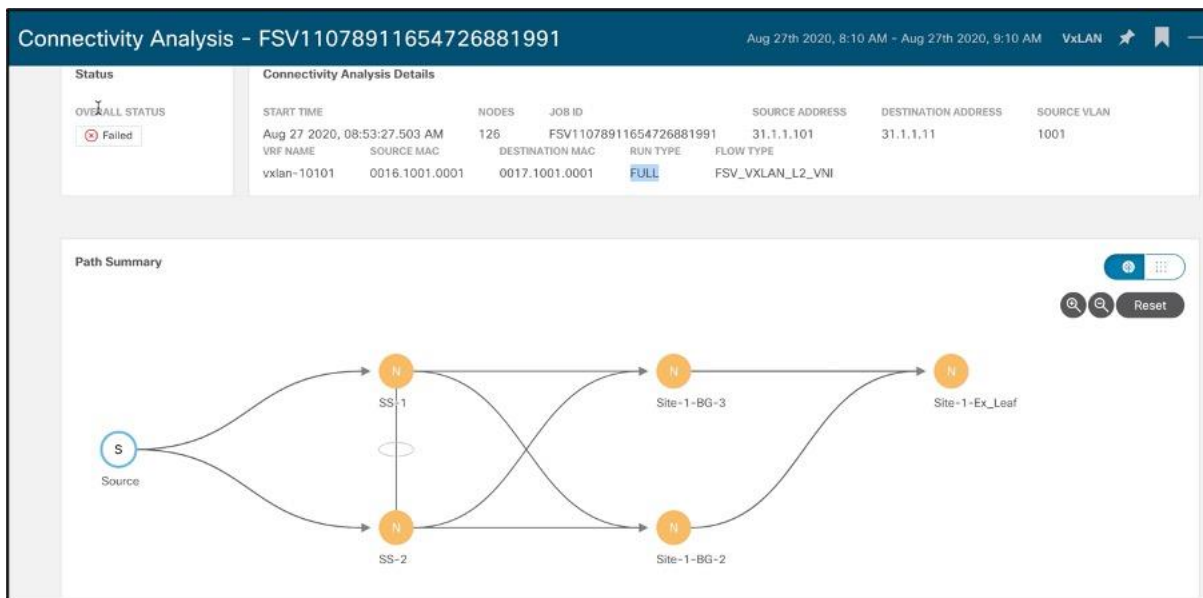 Connectivity Analysis - FSV11078911654726881991 Aug 27th 2020, 8:10 AM - Aug 27th 2020, 9:10 AM VxLAN
Status Connectivity Analysis Details
OVERALL STATUS START TIME NODES JOB ID SOURCE ADDRESS DESTINATION ADDRESS SOURCE VLAN
Failed Aug 27 2020, 08:53:27.503 AM 126 FSV11078911654726881991 31.1.1.101 31.1.1.11 1001
VRF NAME SOURCE MAC DESTINATION MAC RUN TYPE FLOW TYPE
vxlan-10101 0016.1001.0001 0017.1001.0001 FULL FSV_VXLAN_L2_VNI
Path Summary
Reset
N N N
SS-1 Site-1-BG-3 Site-1-Ex_Leaf
S
Source
N N
SS-2 Site-1-BG-2